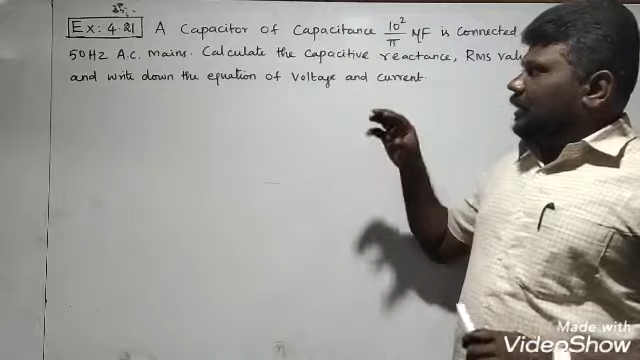 Ex: 4.21 A Capacitor of Capacitance 10²/π μF is connected
50HZ A.C. mains. Calculate the capacitive reactance, Rms valu
and write down the equation of voltage and current.
Made with
VideoShow